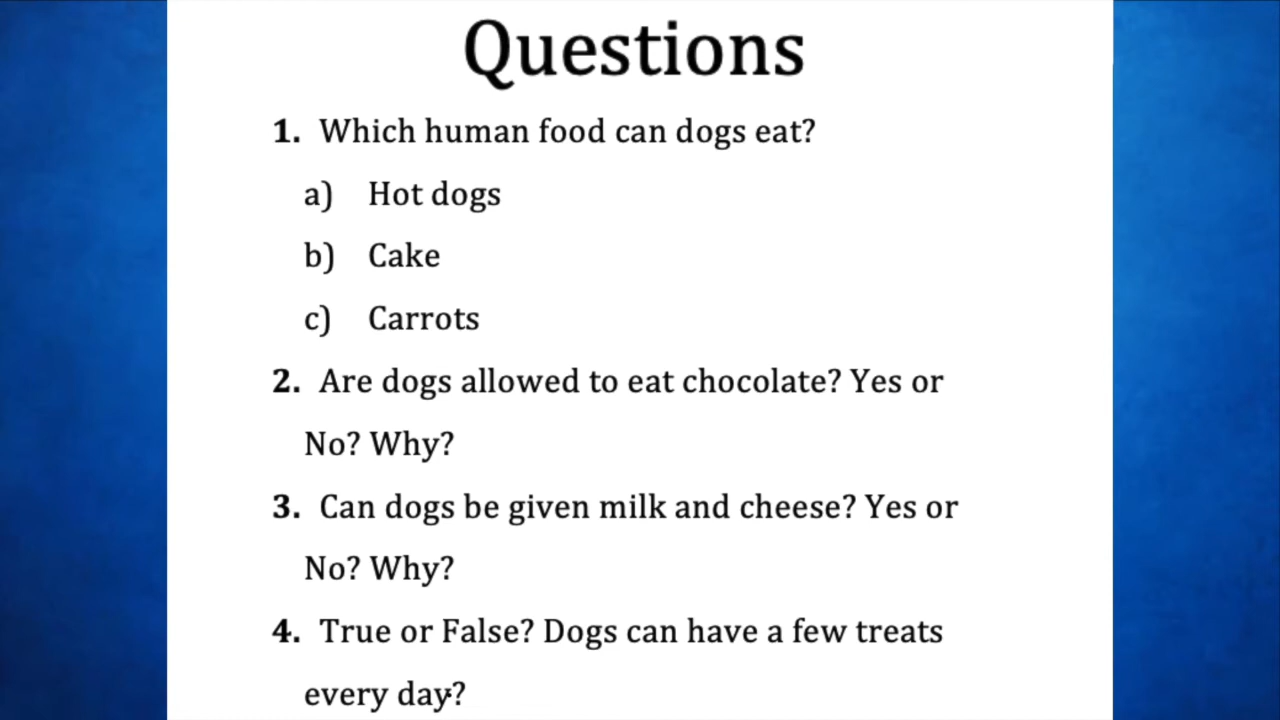 Questions
1. Which human food can dogs eat?
a) Hot dogs
b) Cake
c) Carrots
2. Are dogs allowed to eat chocolate? Yes or
No? Why?
3. Can dogs be given milk and cheese? Yes or
No? Why?
4. True or False? Dogs can have a few treats
every day?